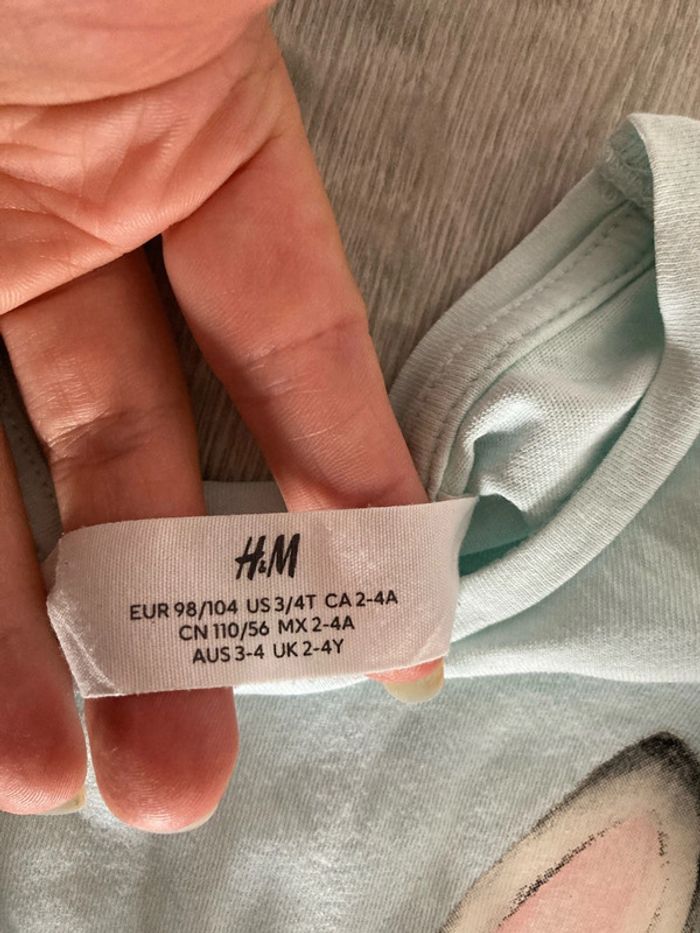 H&M
EUR 98/104 US 3/4T CA 2-4A
CN 110/56 MX 2-4A
AUS 3-4 UK 2-4Y